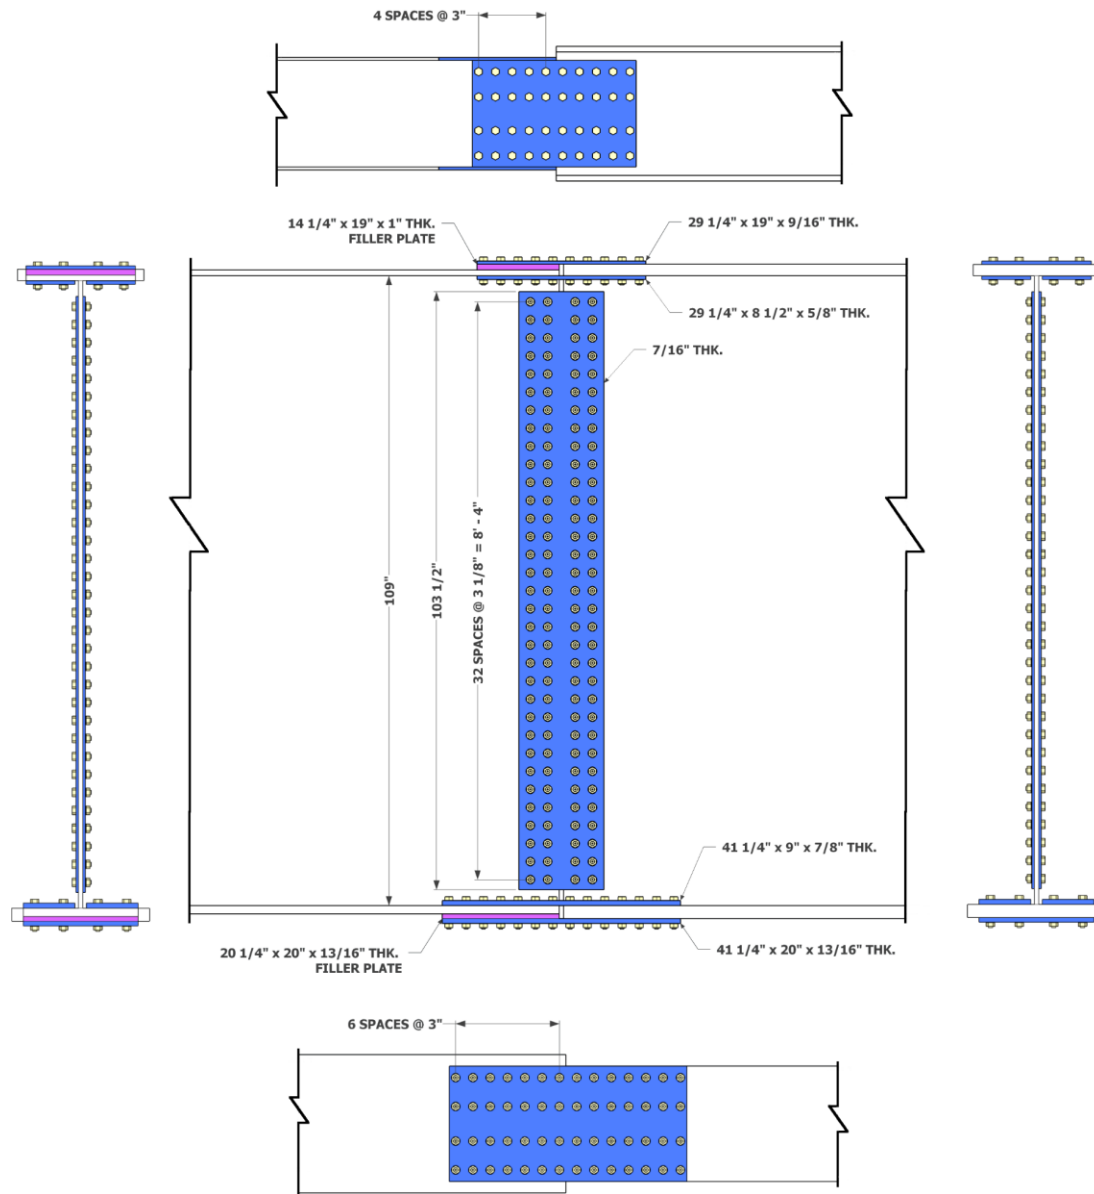 4 SPACES @ 3"
14 1/4" x 19" x 1" THK.
FILLER PLATE
29 1/4" x 19" x 9/16" THK.
29 1/4" x 8 1/2" x 5/8" THK.
7/16" THK.
109"
103 1/2"
32 SPACES @ 3 1/8" = 8' - 4"
41 1/4" x 9" x 7/8" THK.
20 1/4" x 20" x 13/16" THK.
FILLER PLATE
41 1/4" x 20" x 13/16" THK.
6 SPACES @ 3"